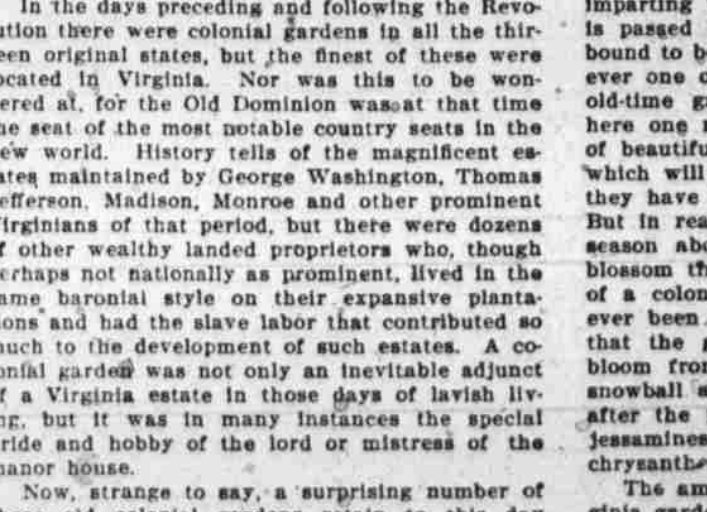 In the days preceding and following the Revo-
ution there were colonial gardens in all the thir-
een original states, but the finest of these were
ocated in Virginia. Nor was this to be won-
ered at, for the Old Dominion was at that time
he seat of the most notable country seats in the
ew world. History tells of the magnificent es-
ates maintained by George Washington, Thomas
efferson, Madison, Monroe and other prominent
irginians of that period, but there were dozens
f other wealthy landed proprietors who, though
erhaps not nationally as prominent, lived in the
ame baronial style on their expansive planta-
ions and had the slave labor that contributed so
much to the development of such estates. A co-
onial garden was not only an inevitable adjunct
f a Virginia estate in those days of lavish liv-
ng, but it was in many instances the special
ride and hobby of the lord or mistress of the
manor house.
Now, strange to say, a surprising number of
imparting
is passed
bound to b
ever one o
old-time g
here one
of beautifu
which will
they have
But in rea
season abo
blossom th
of a colon
ever been
that the
bloom from
snowball
after the
jessamines
chrysanthe
The am